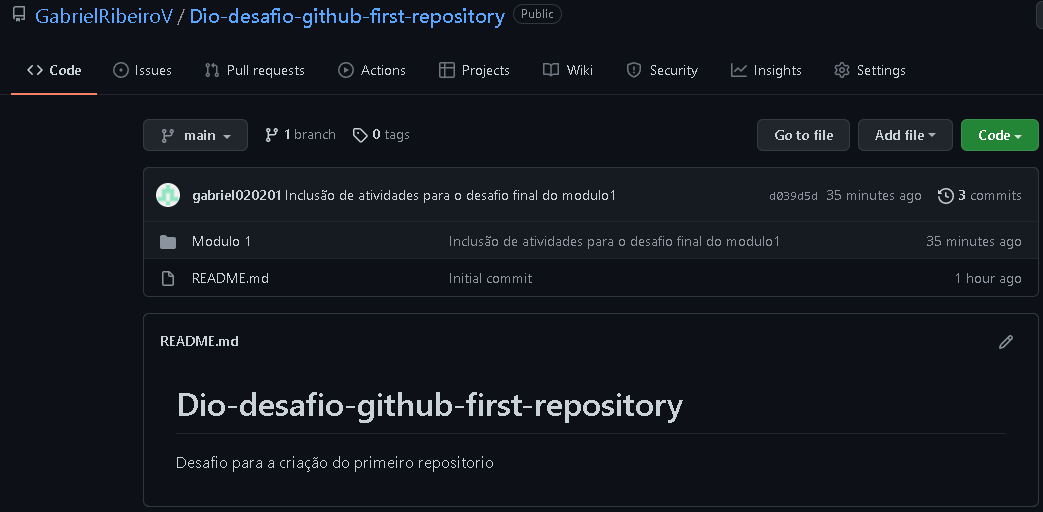 GabrielRibeiroV / Dio-desafio-github-first-repository Public
Code Issues Pull requests Actions Projects Wiki Security Insights Settings
main 1 branch 0 tags Go to file Add file Code
gabriel020201 Inclusão de atividades para o desafio final do modulo1 d039d5d 35 minutes ago 3 commits
Modulo 1 Inclusão de atividades para o desafio final do modulo1 35 minutes ago
README.md Initial commit 1 hour ago
README.md
Dio-desafio-github-first-repository
Desafio para a criação do primeiro repositorio